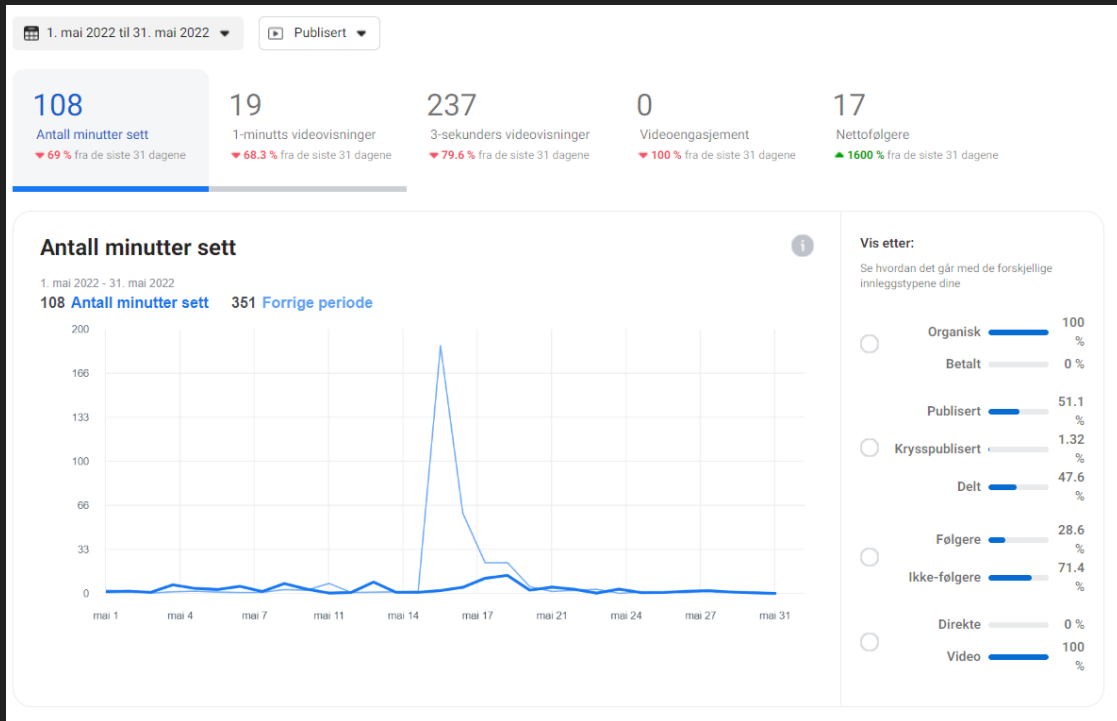 1. mai 2022 til 31. mai 2022
Publisert
108
Antall minutter sett
69 % fra de siste 31 dagene
19
1-minutts videovisninger
68.3 % fra de siste 31 dagene
237
3-sekunders videovisninger
79.6 % fra de siste 31 dagene
0
Videoengasjement
100 % fra de siste 31 dagene
17
Nettofølgere
1600 % fra de siste 31 dagene
Antall minutter sett
1. mai 2022 - 31. mai 2022
108 Antall minutter sett 351 Forrige periode
200
166
133
100
66
33
0
mai 1 mai 4 mai 7 mai 11 mai 14 mai 17 mai 21 mai 24 mai 27 mai 31
Vis etter:
Se hvordan det går med de forskjellige
innleggstypene dine
Organisk 100 %
Betalt 0 %
Publisert 51.1 %
Krysspublisert 1.32 %
Delt 47.6 %
Følgere 28.6 %
Ikke-følgere 71.4 %
Direkte 0 %
Video 100 %